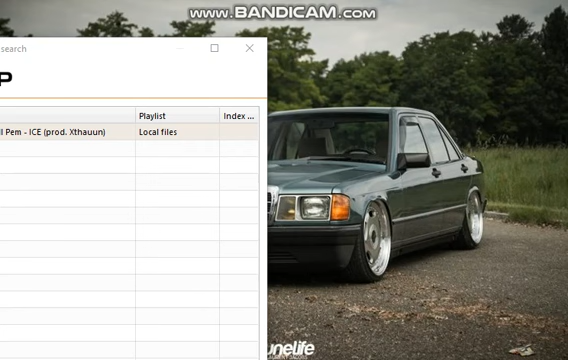 www.BANDICAM.com
search
P
Playlist
Index ...
l Pem - ICE (prod. Xthauun)
Local files
unelife